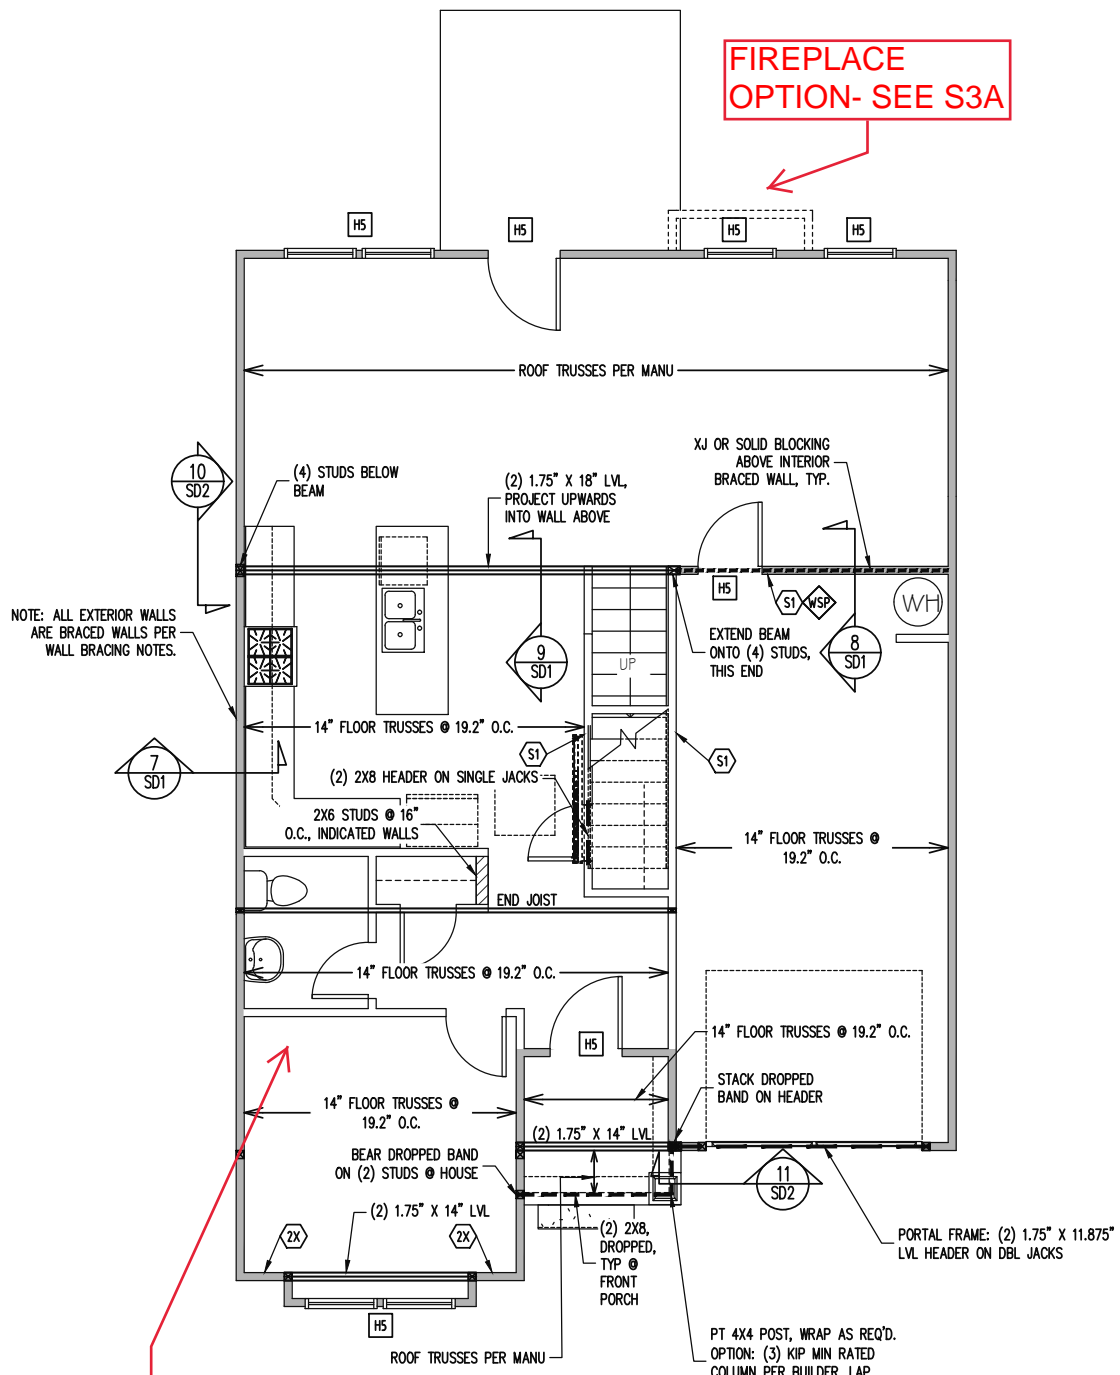 FIREPLACE
OPTION- SEE S3A
H5
H5
H5
H5
ROOF TRUSSES PER MANU
10
SD2
(4) STUDS BELOW
BEAM
(2) 1.75" X 18" LVL,
PROJECT UPWARDS
INTO WALL ABOVE
XJ OR SOLID BLOCKING
ABOVE INTERIOR
BRACED WALL, TYP.
H5
S1
WSP
WH
NOTE: ALL EXTERIOR WALLS
ARE BRACED WALLS PER
WALL BRACING NOTES.
9
SD1
UP
EXTEND BEAM
ONTO (4) STUDS,
THIS END
8
SD1
14" FLOOR TRUSSES @ 19.2" O.C.
N
S1
S1
7
SD1
(2) 2X8 HEADER ON SINGLE JACKS
2X6 STUDS @ 16"
O.C., INDICATED WALLS
14" FLOOR TRUSSES @
19.2" O.C.
END JOIST
14" FLOOR TRUSSES @ 19.2" O.C.
H5
14" FLOOR TRUSSES @ 19.2" O.C.
STACK DROPPED
BAND ON HEADER
14" FLOOR TRUSSES @
19.2" O.C.
(2) 1.75" X 14" LVL
BEAR DROPPED BAND
ON (2) STUDS @ HOUSE
11
SD2
(2) 1.75" X 14" LVL
2X
2X
(2) 2X8,
DROPPED,
TYP @
FRONT
PORCH
PORTAL FRAME: (2) 1.75" X 11.875"
LVL HEADER ON DBL JACKS
H5
ROOF TRUSSES PER MANU
PT 4X4 POST, WRAP AS REQ'D.
OPTION: (3) KIP MIN RATED
COLUMN PER BUILDER. LAP